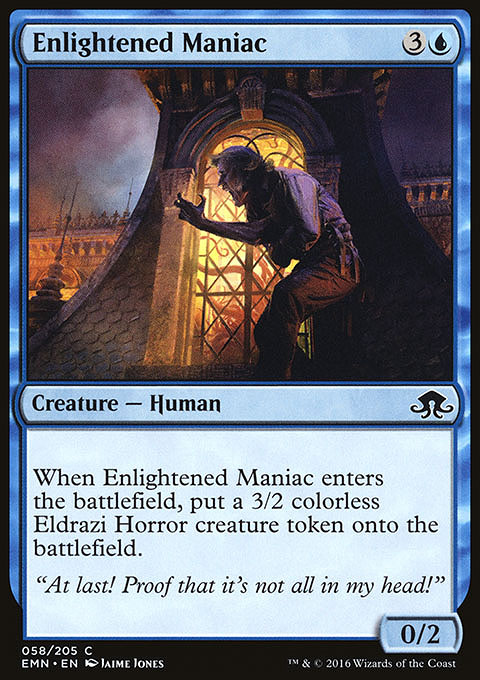 Enlightened Maniac 3
Creature — Human
When Enlightened Maniac enters
the battlefield, put a 3/2 colorless
Eldrazi Horror creature token onto the
battlefield.
“At last! Proof that it’s not all in my head!”
0/2
058/205 C
EMN • EN Jaime Jones
™ & © 2016 Wizards of the Coast